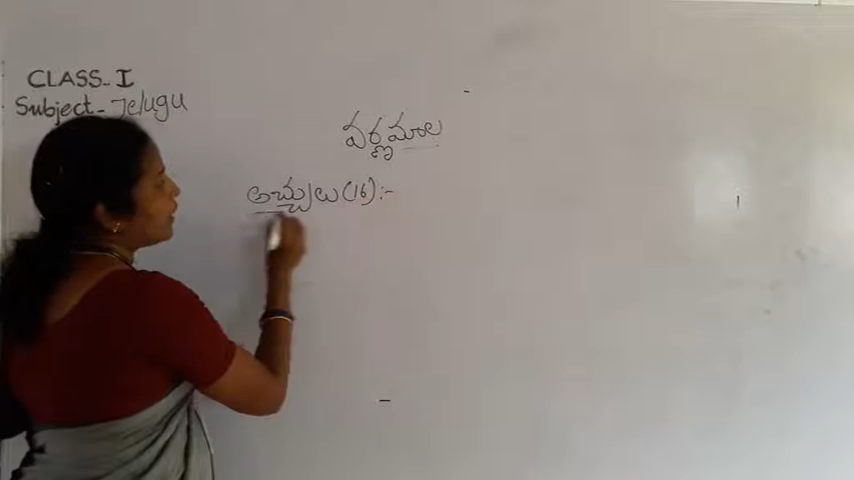 CLASS- I
Subject- Telugu
వర్ణమాల
అచ్చులు (16) :-